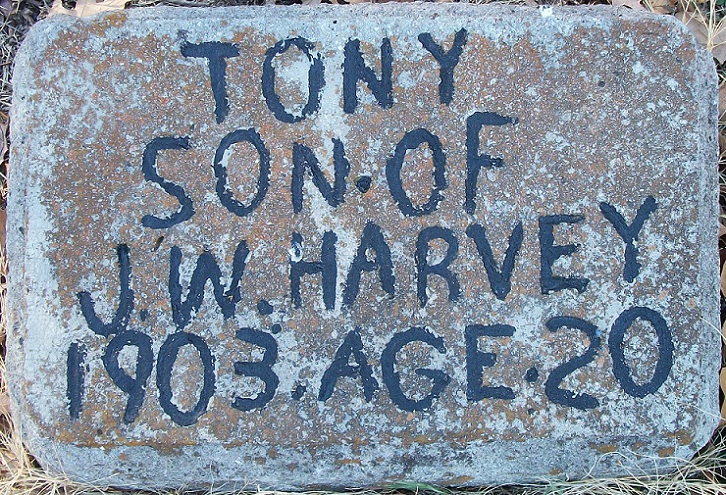 TONY
SON.OF
J.W. HARVEY
1903.AGE.20